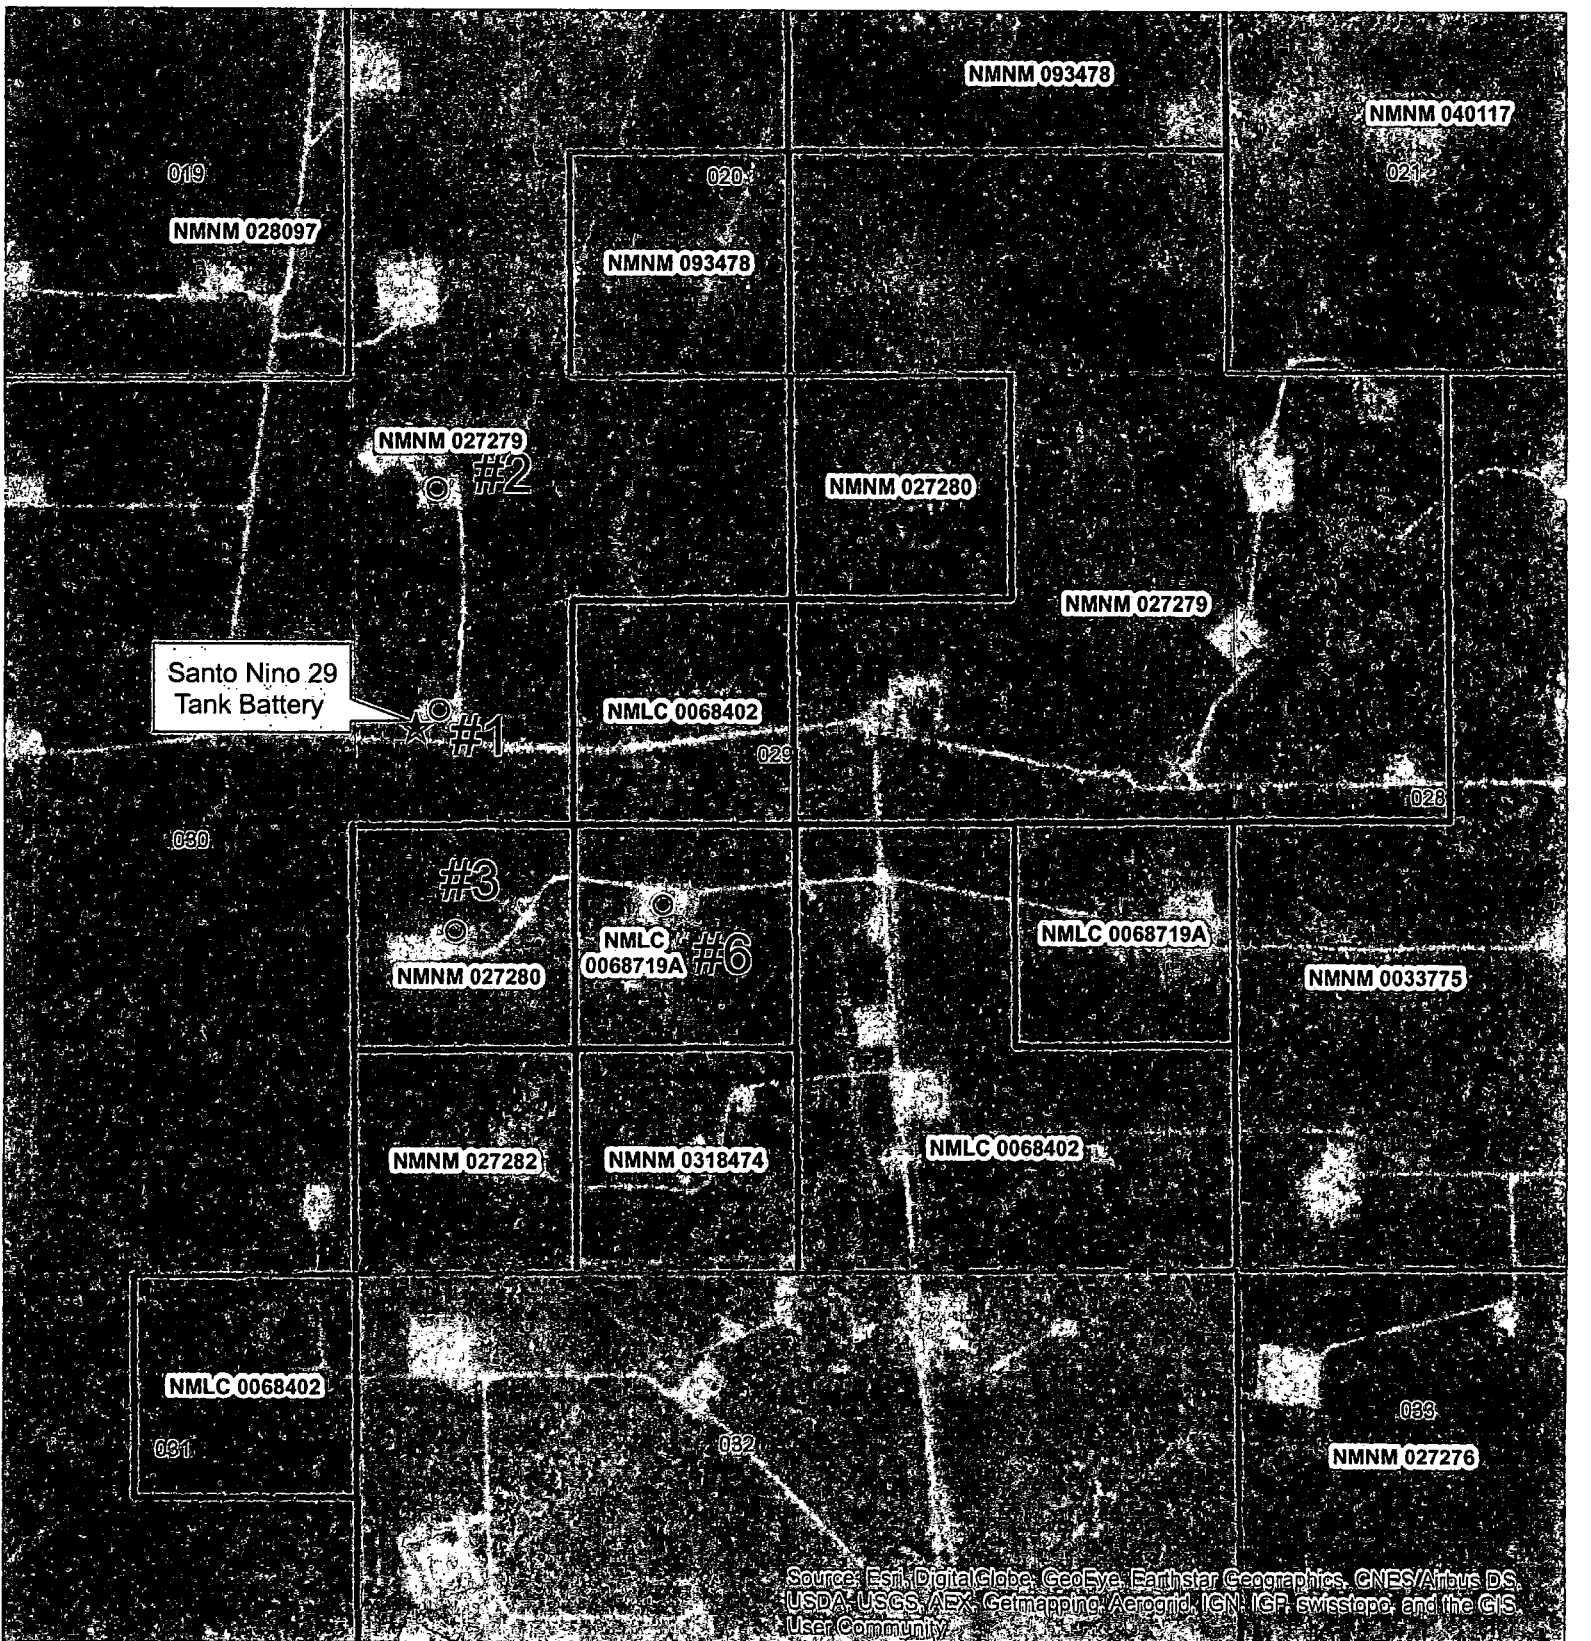 NMNM 093478
NMNM 040117
019
020
021
NMNM 028097
NMNM 093478
NMNM 027279
#2
NMNM 027280
NMNM 027279
Santo Nino 29
Tank Battery
NMLC 0068402
#1
029
028
030
#3
NMLC
0068719A
#6
NMLC 0068719A
NMNM 027280
NMNM 0033775
NMNM 027282
NMNM 0318474
NMLC 0068402
NMLC 0068402
031
032
033
NMNM 027276
Source: Esri, DigitalGlobe, GeoEye, Earthstar Geographics, CNES/Airbus DS,
USDA, USGS, AEX, Getmapping, Aerogrid, IGN, IGP, swisstopo, and the GIS
User Community